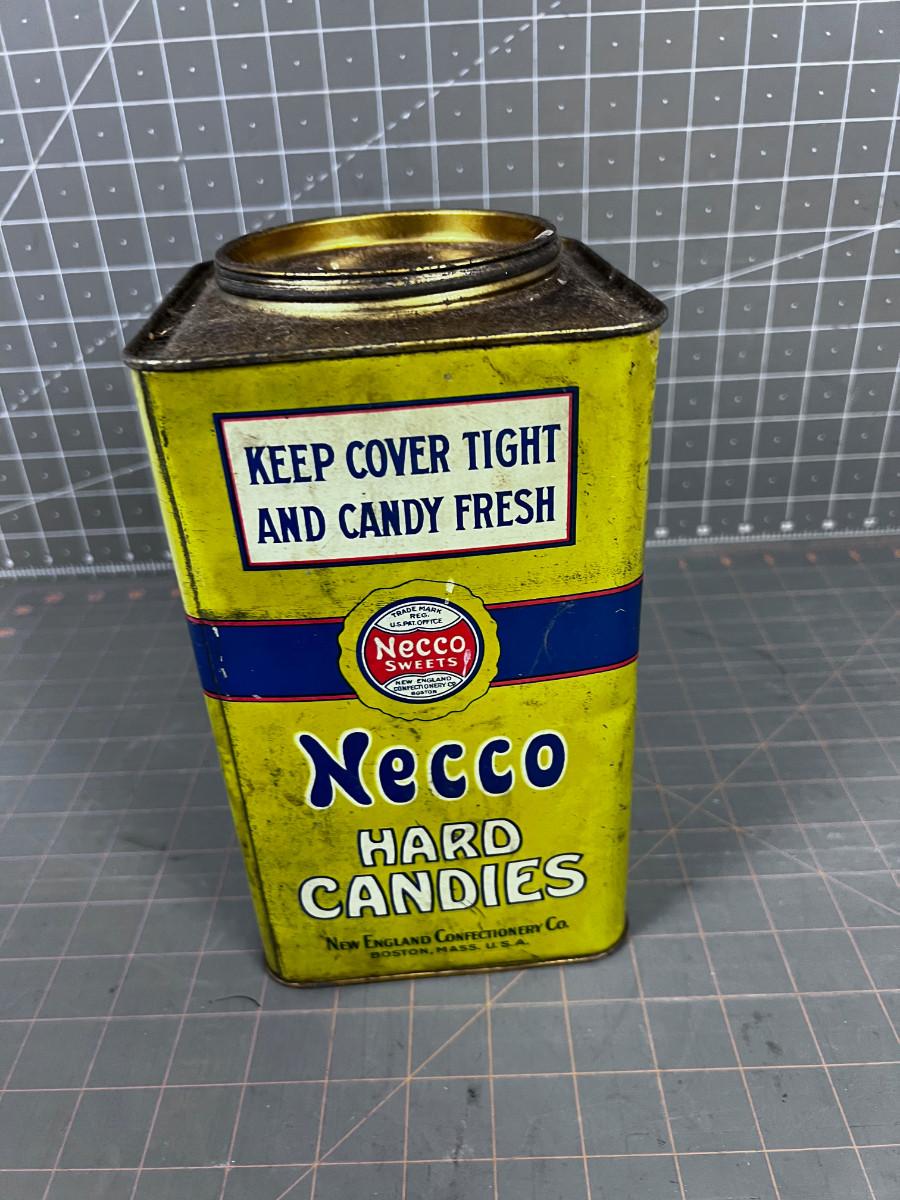 KEEP COVER TIGHT
AND CANDY FRESH
TRADE MARK
REG.
U.S. PAT. OFFICE
Necco
SWEETS
NEW ENGLAND
CONFECTIONERY CO.
BOSTON
Necco
HARD
CANDIES
NEW ENGLAND CONFECTIONERY CO.
BOSTON, MASS. U.S.A.